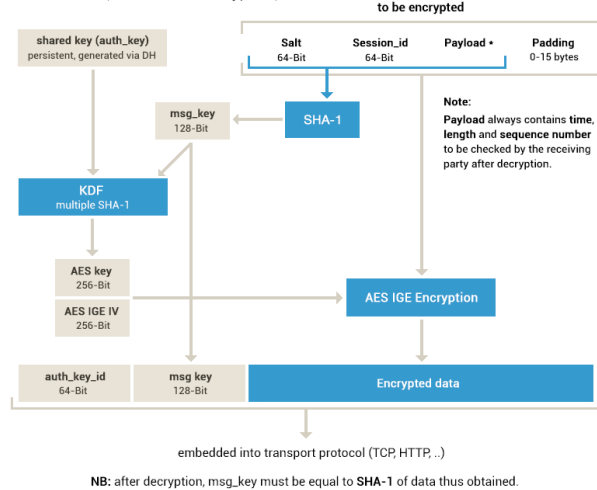 to be encrypted
shared key (auth_key)
persistent, generated via DH
Salt
64-Bit
Session_id
64-Bit
Payload *
Padding
0-15 bytes
Note:
Payload always contains time,
length and sequence number
to be checked by the receiving
party after decryption.
msg_key
128-Bit
SHA-1
KDF
multiple SHA-1
AES key
256-Bit
AES IGE IV
256-Bit
AES IGE Encryption
auth_key_id
64-Bit
msg key
128-Bit
Encrypted data
embedded into transport protocol (TCP, HTTP, ..)
NB: after decryption, msg_key must be equal to SHA-1 of data thus obtained.